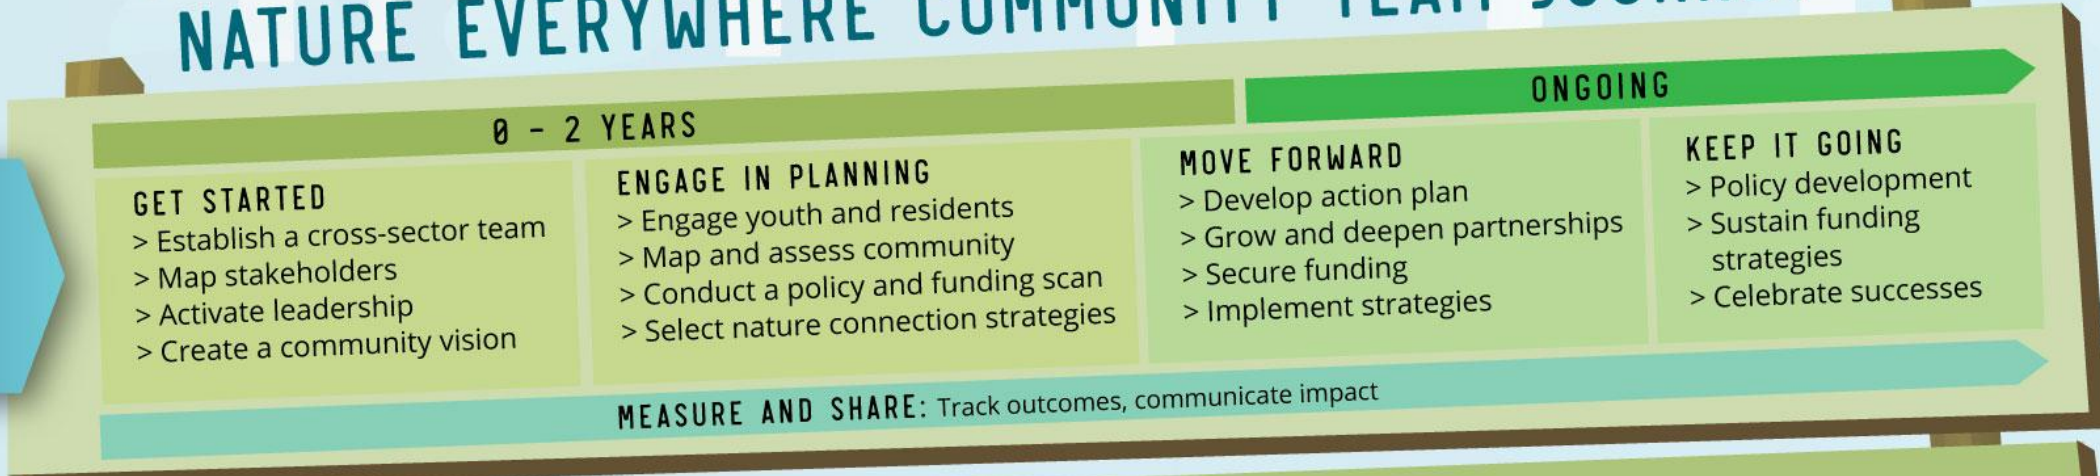 NATURE EVERYWHERE COMMUNITY TEAM
0 - 2 YEARS
ONGOING
GET STARTED
> Establish a cross-sector team
> Map stakeholders
> Activate leadership
> Create a community vision
ENGAGE IN PLANNING
> Engage youth and residents
> Map and assess community
> Conduct a policy and funding scan
> Select nature connection strategies
MOVE FORWARD
> Develop action plan
> Grow and deepen partnerships
> Secure funding
> Implement strategies
KEEP IT GOING
> Policy development
> Sustain funding
strategies
> Celebrate successes
MEASURE AND SHARE: Track outcomes, communicate impact